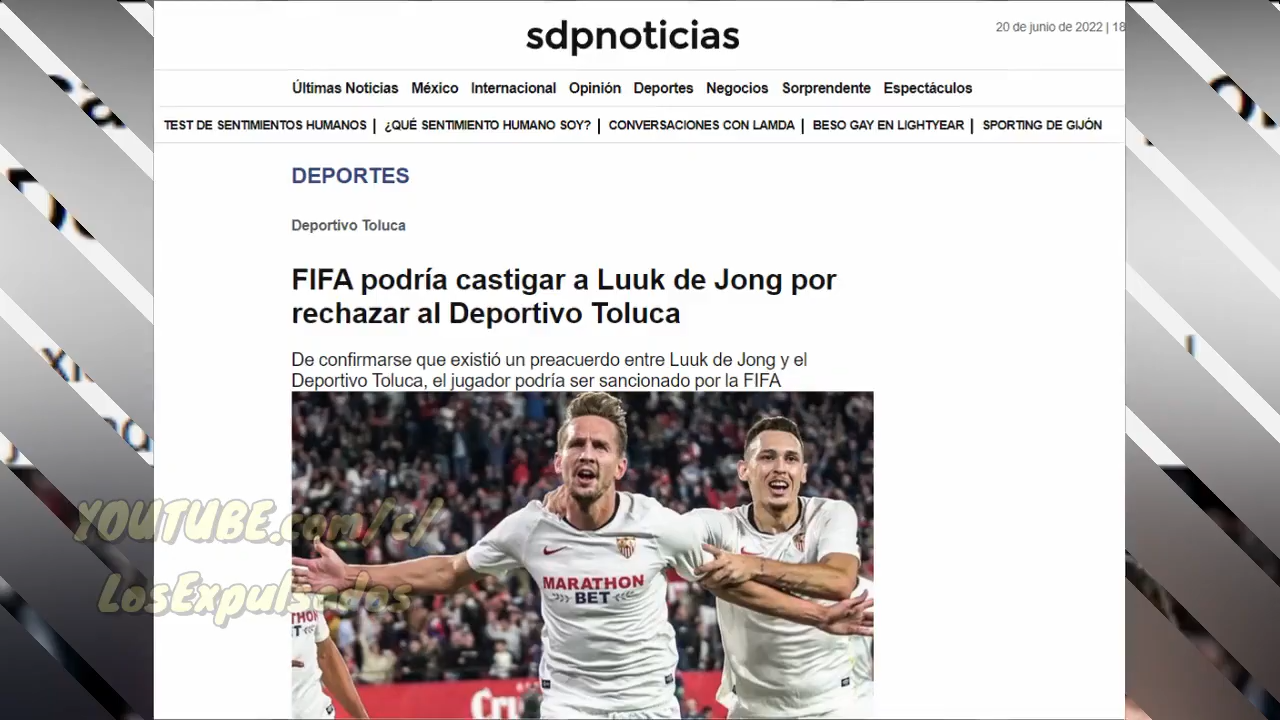 sdpnoticias
20 de junio de 2022 | 18
Últimas Noticias México Internacional Opinión Deportes Negocios Sorprendente Espectáculos
TEST DE SENTIMIENTOS HUMANOS | ¿QUÉ SENTIMIENTO HUMANO SOY? | CONVERSACIONES CON LAMDA | BESO GAY EN LIGHTYEAR | SPORTING DE GIJÓN
DEPORTES
Deportivo Toluca
FIFA podría castigar a Luuk de Jong por
rechazar al Deportivo Toluca
De confirmarse que existió un preacuerdo entre Luuk de Jong y el
Deportivo Toluca, el jugador podría ser sancionado por la FIFA
YOUTUBE.com/c/
LosExpulsados
MARATHON
BET
Cru